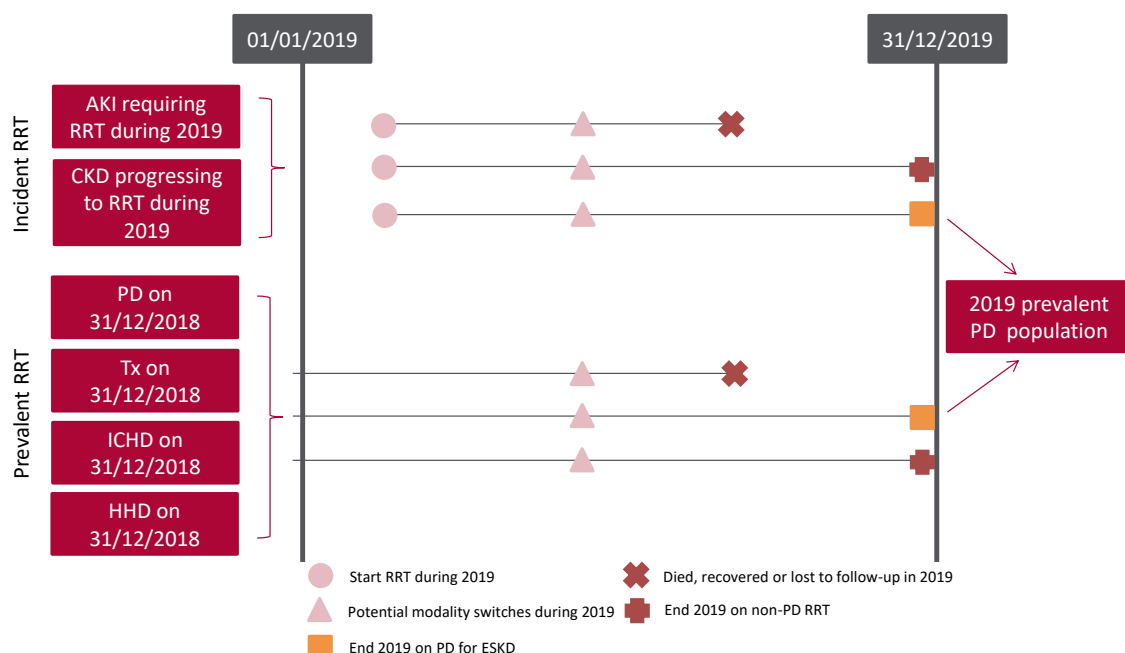 01/01/2019
31/12/2019
Incident RRT
AKI requiring
RRT during 2019
CKD progressing
to RRT during
2019
Prevalent RRT
PD on
31/12/2018
Tx on
31/12/2018
ICHD on
31/12/2018
HHD on
31/12/2018
2019 prevalent
PD population
Start RRT during 2019
Died, recovered or lost to follow-up in 2019
Potential modality switches during 2019
End 2019 on non-PD RRT
End 2019 on PD for ESKD